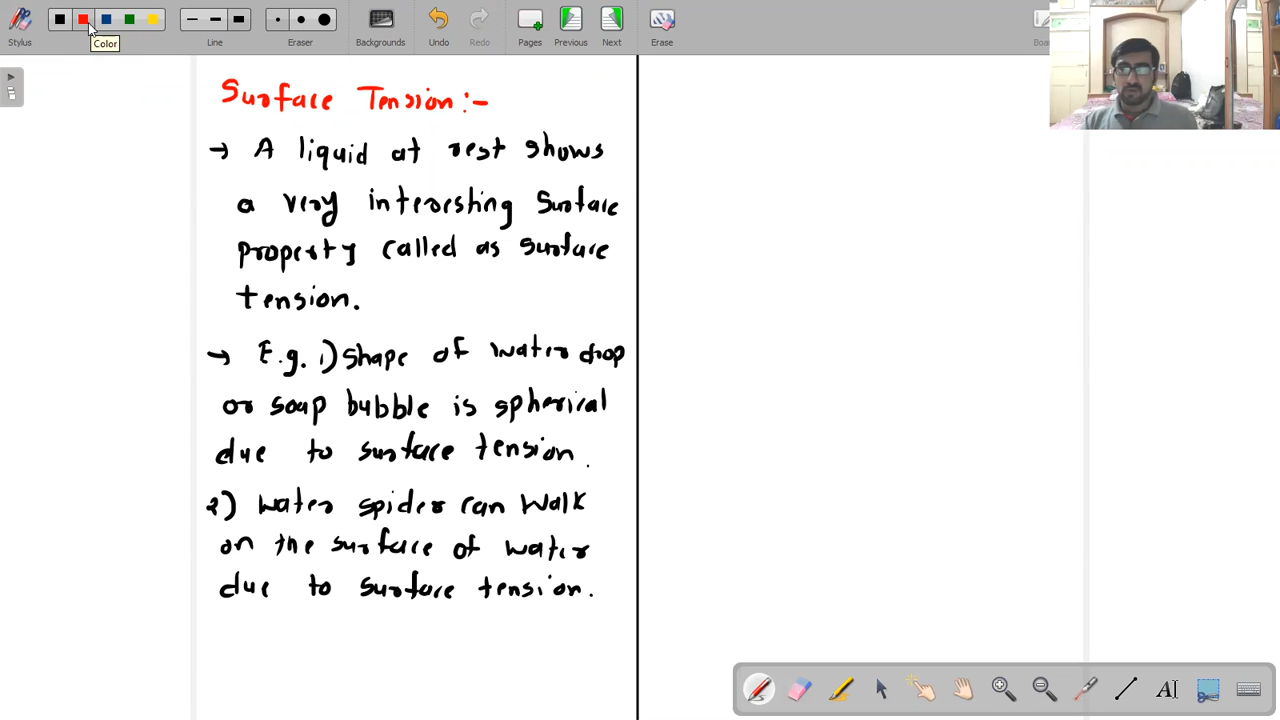 Stylus
Color
Line
Eraser
Backgrounds
Undo
Redo
Pages
Previous
Next
Erase
Surface Tension:-
→ A liquid at rest shows
a very interesting surface
property called as surface
tension.
→ E.g. 1) shape of water drop
or soap bubble is spherical
due to surface tension.
2) water spider can walk
on the surface of water
due to surface tension.